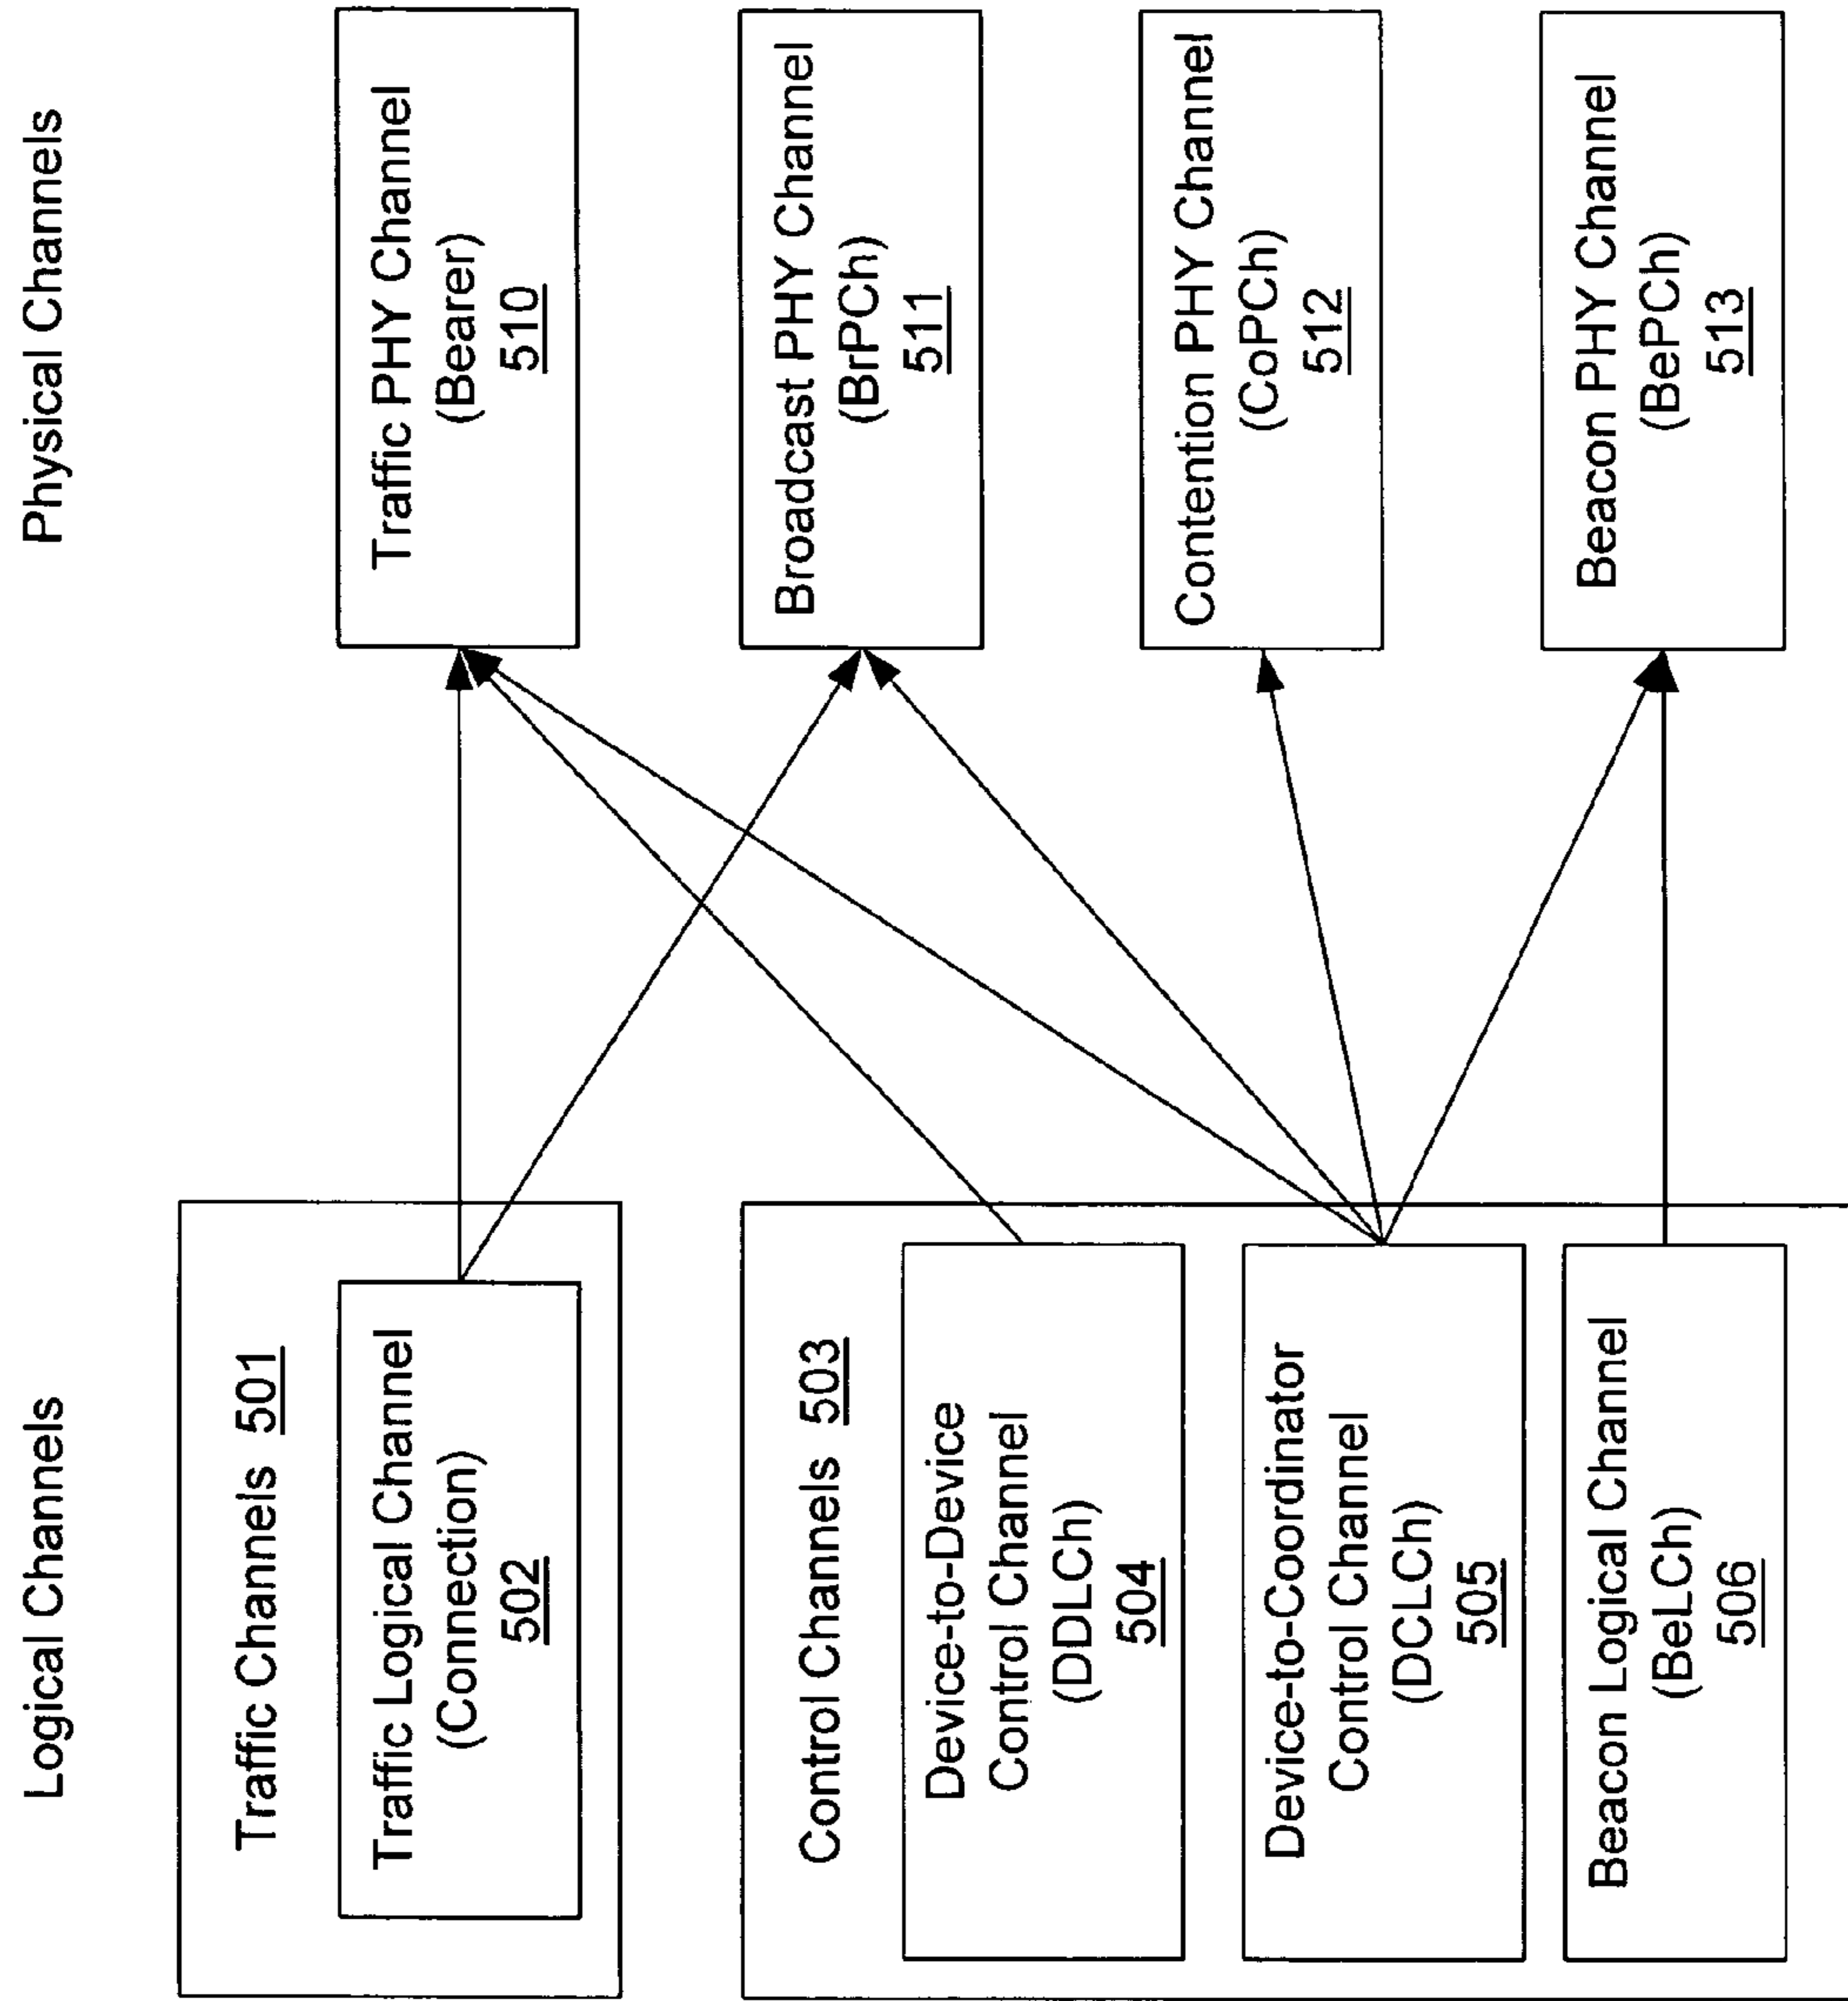 Logical Channels
Traffic Channels 501
Traffic Logical Channel
(Connection)
502
Control Channels 503
Device-to-Device
Control Channel
(DDLCh)
504
Device-to-Coordinator
Control Channel
(DCLCh)
505
Beacon Logical Channel
(BeLCh)
506
Physical Channels
Traffic PHY Channel
(Bearer)
510
Broadcast PHY Channel
(BrPCh)
511
Contention PHY Channel
(CoPCh)
512
Beacon PHY Channel
(BePCh)
513